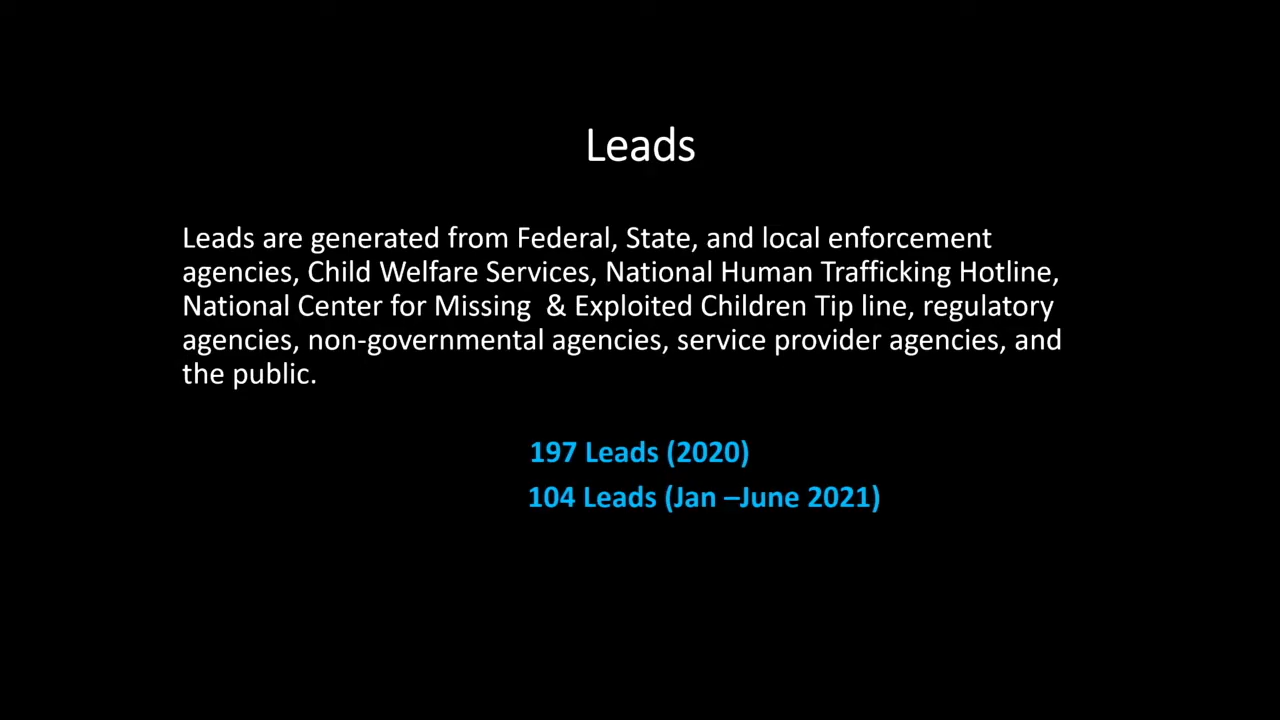 Leads
Leads are generated from Federal, State, and local enforcement
agencies, Child Welfare Services, National Human Trafficking Hotline,
National Center for Missing  & Exploited Children Tip line, regulatory
agencies, non-governmental agencies, service provider agencies, and
the public.
197 Leads (2020)
104 Leads (Jan –June 2021)